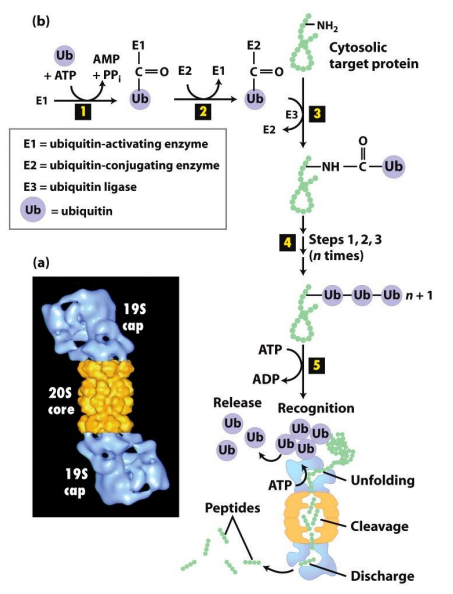 (b)
Ub
+ ATP
AMP
+ PPi
E1
1
E1
C=O
Ub
E2
E1
2
E2
C=O
Ub
NH2
Cytosolic
target protein
E3
E2
3
O
NH—C—Ub
E1 = ubiquitin-activating enzyme
E2 = ubiquitin-conjugating enzyme
E3 = ubiquitin ligase
Ub = ubiquitin
4
Steps 1, 2, 3
(n times)
Ub—Ub—Ub n + 1
ATP
ADP
5
(a)
19S
cap
20S
core
19S
cap
Release
Recognition
Ub
Ub
Ub
Ub
Ub
Ub
Ub
ATP
Unfolding
Cleavage
Peptides
Discharge